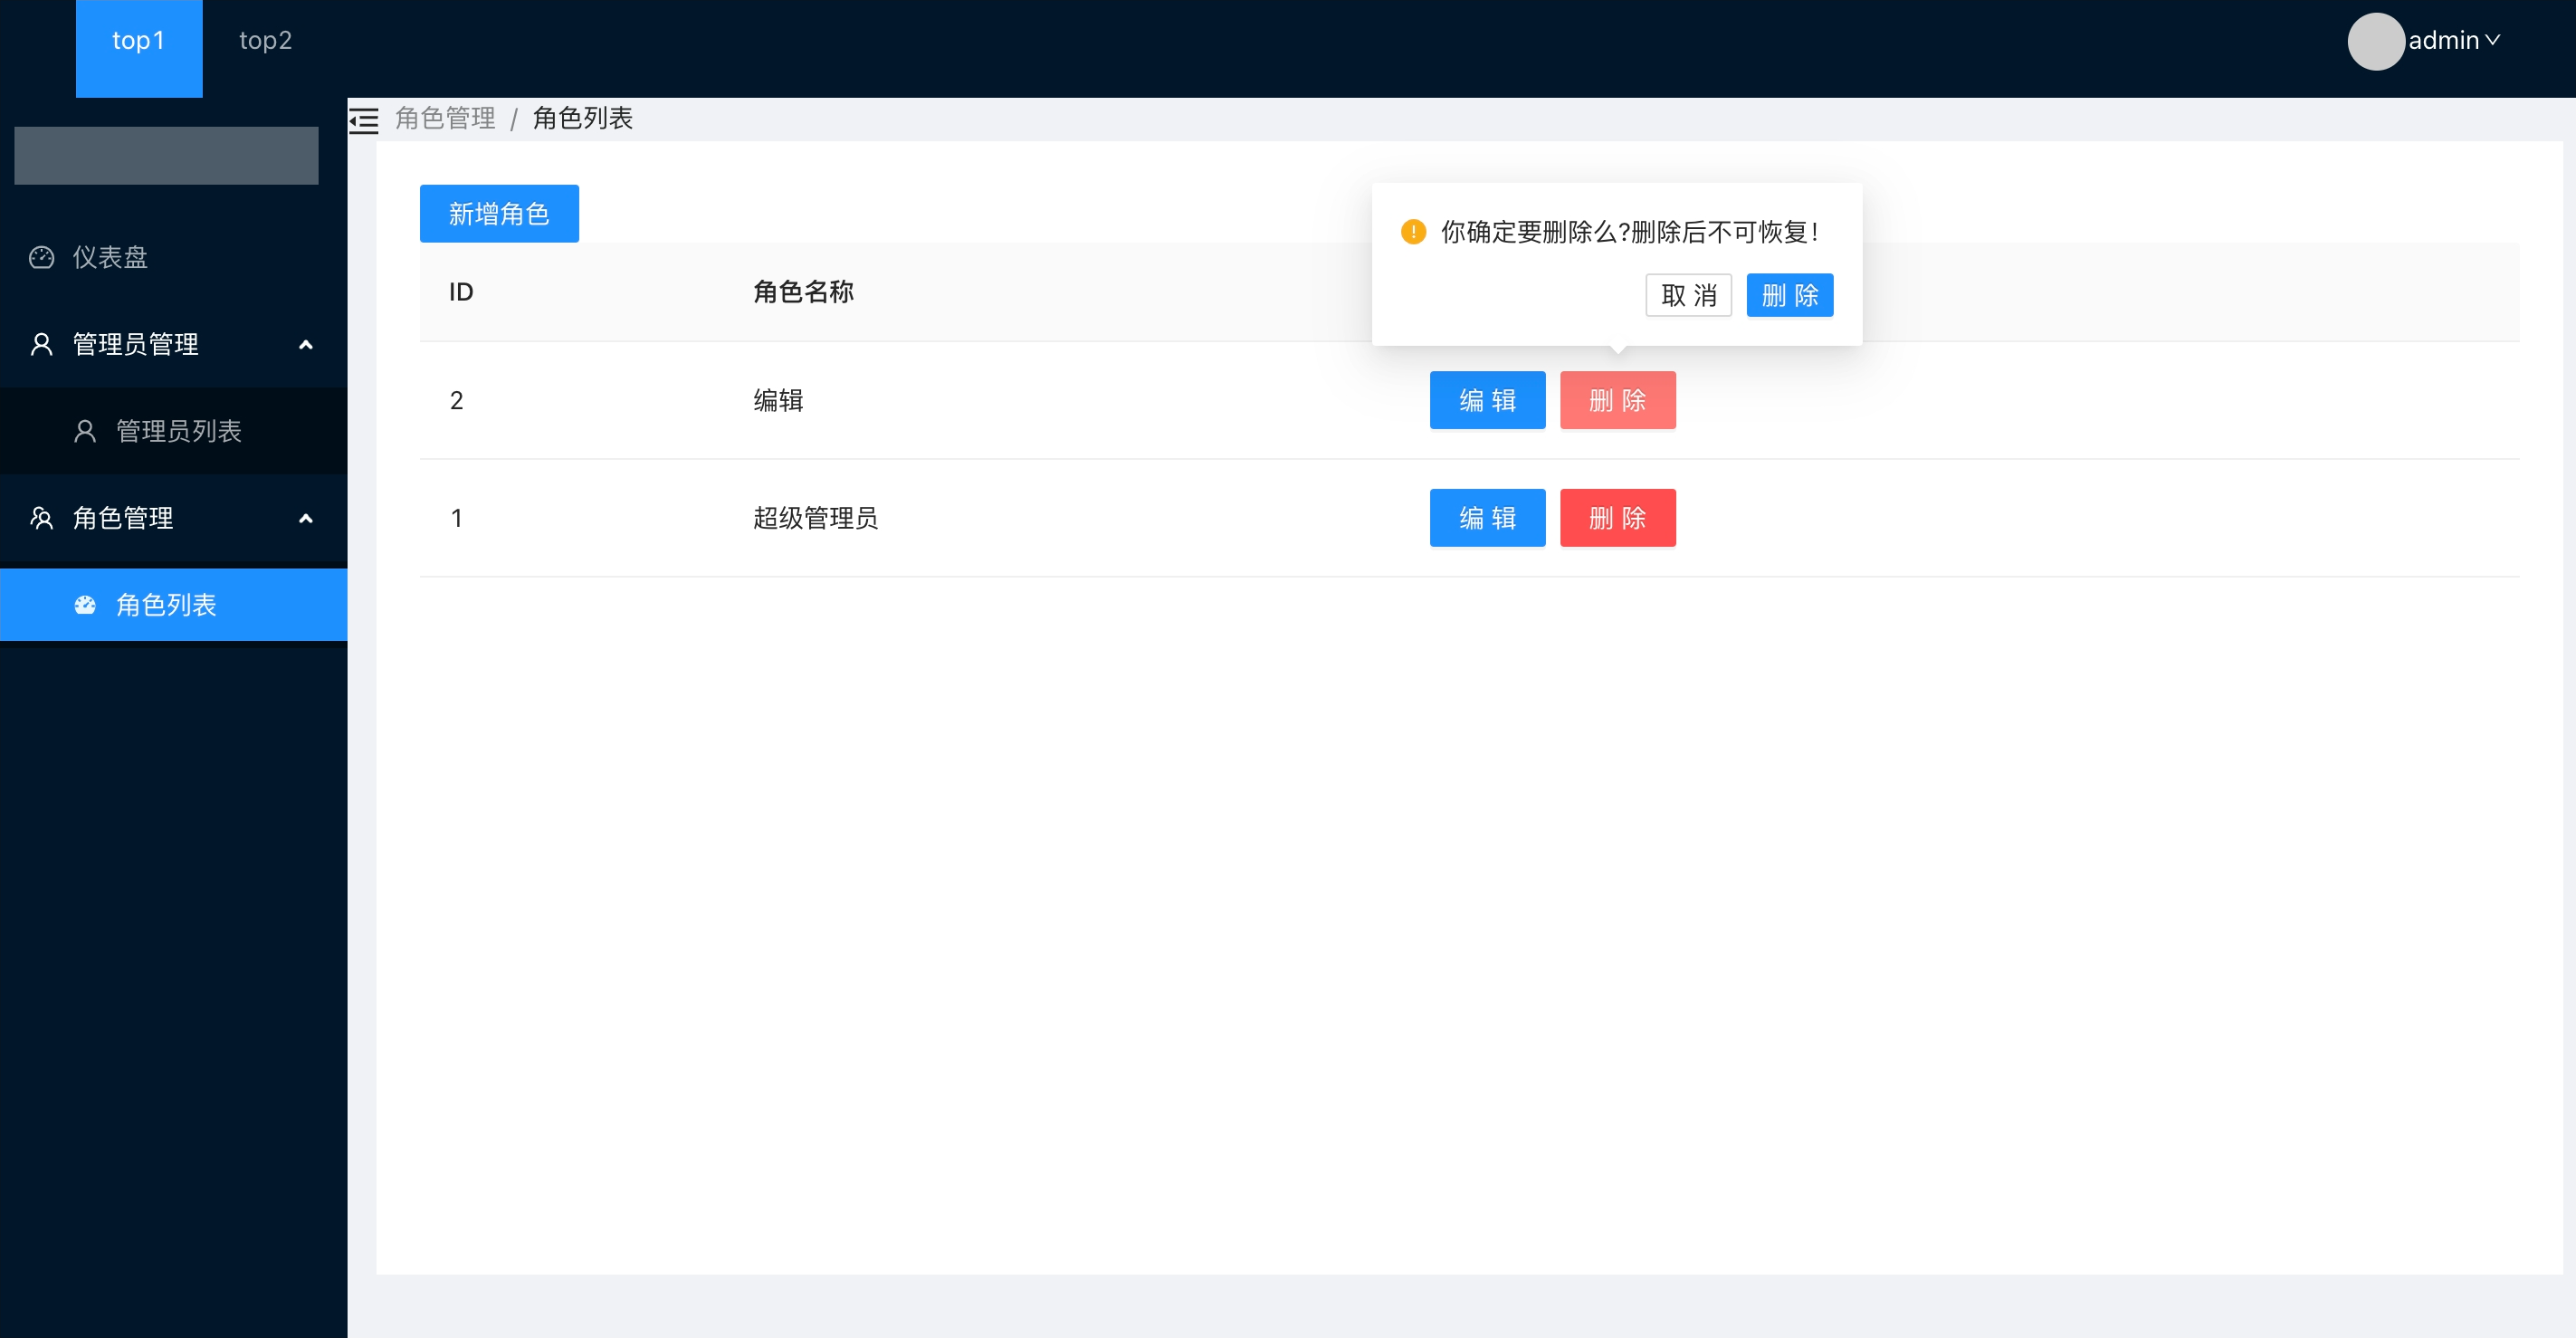 top1 top2 admin
角色管理 / 角色列表
仪表盘
管理员管理
管理员列表
角色管理
角色列表
新增角色
你确定要删除么?删除后不可恢复!
取 消 删 除
ID 角色名称
2 编辑 编 辑 删 除
1 超级管理员 编 辑 删 除